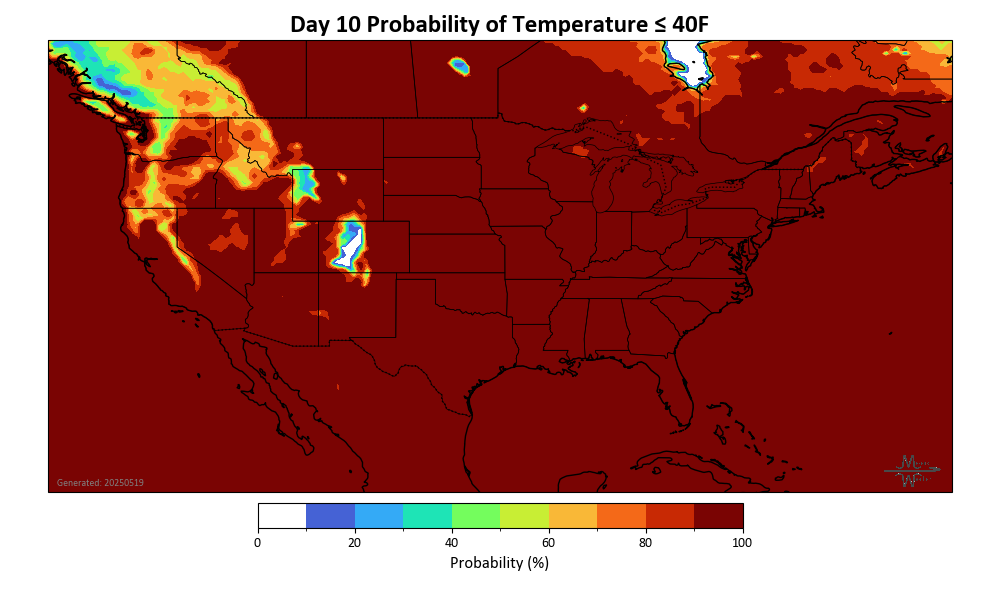 Day 10 Probability of Temperature ≤ 40F
Generated: 20250519
0 20 40 60 80 100
Probability (%)